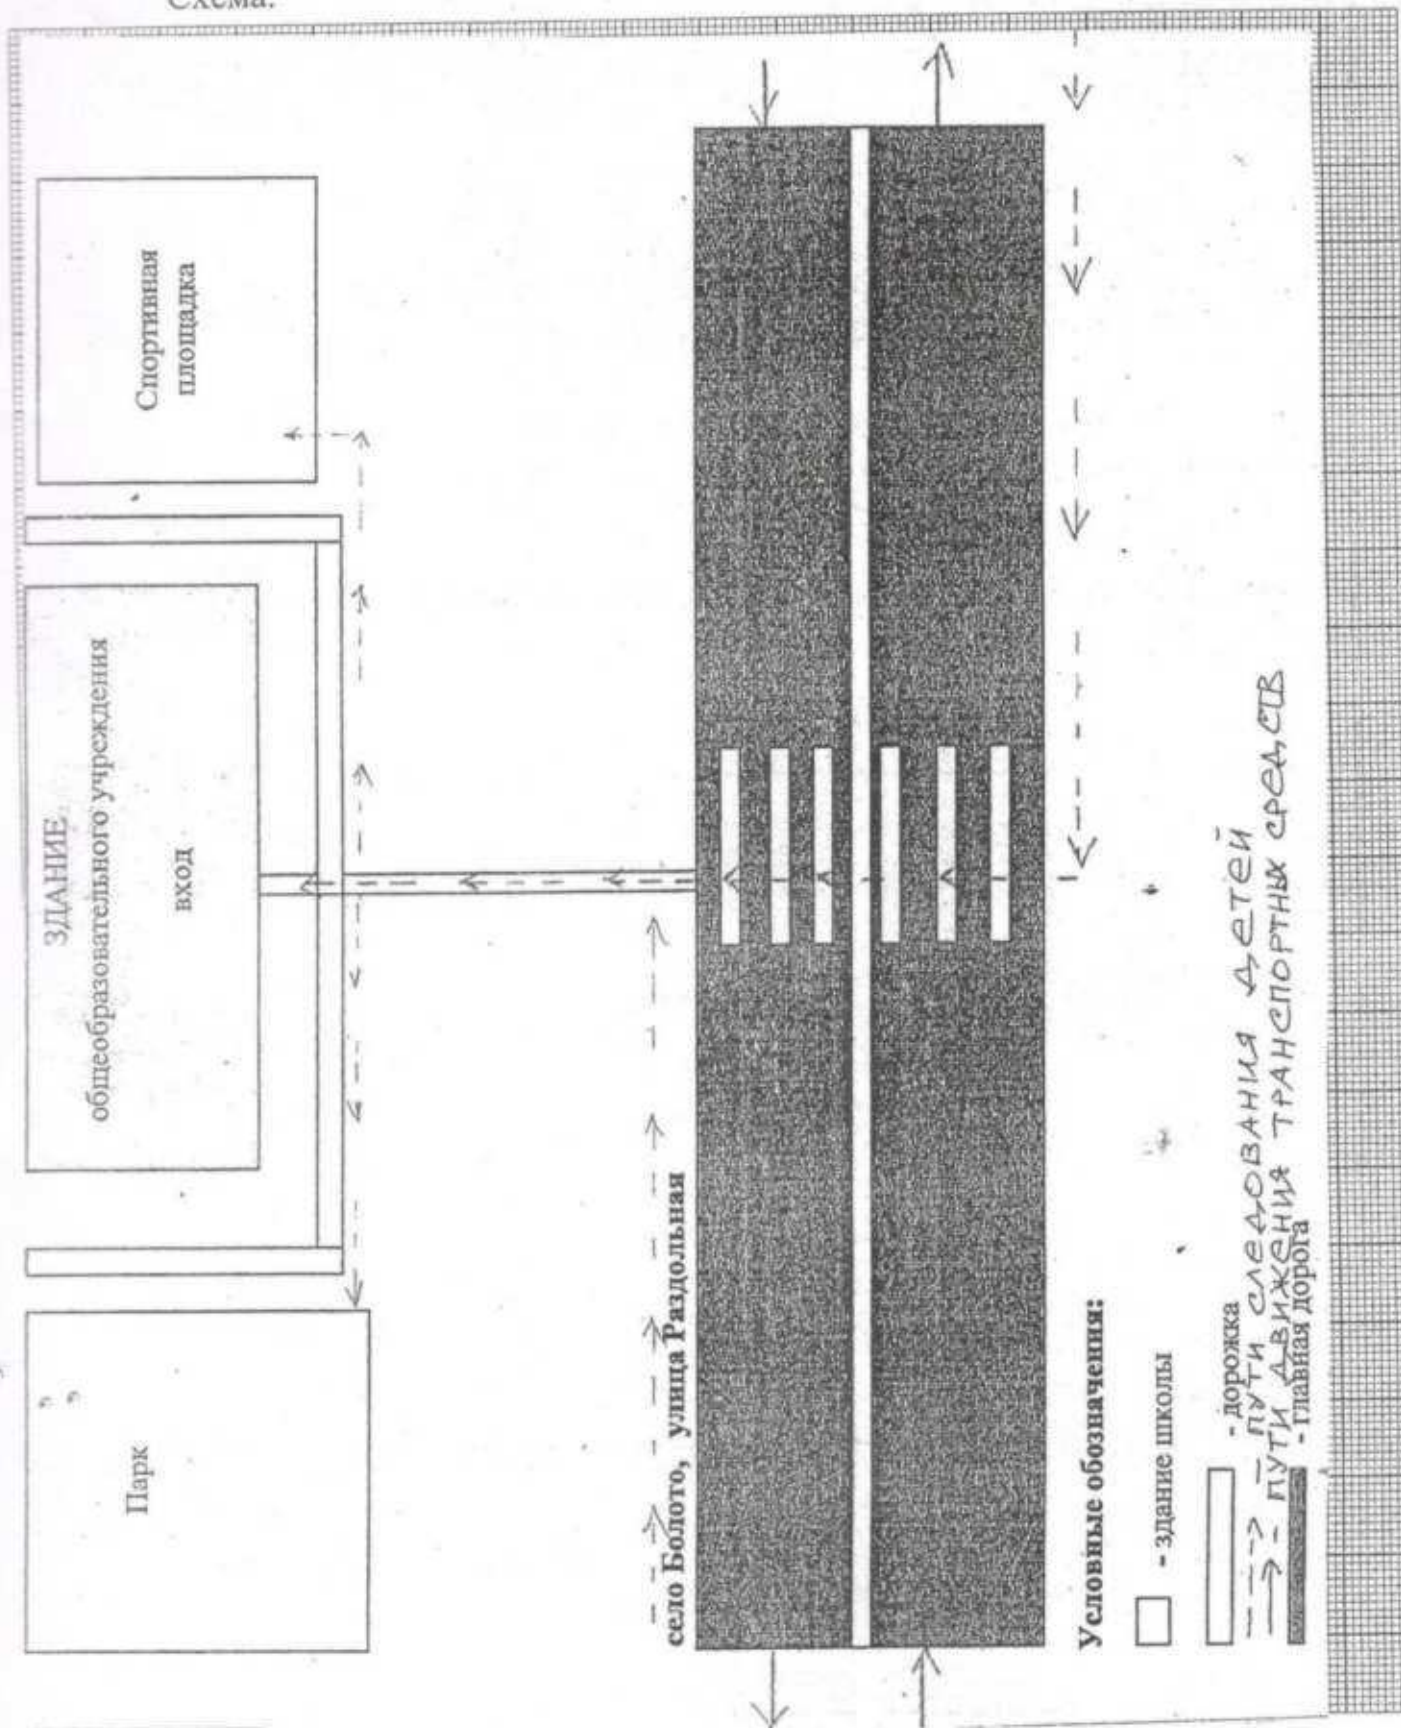 Схема:
Парк
ЗДАНИЕ
общеобразовательного учреждения
вход
Спортивная
площадка
село Болото, улица Раздольная
Условные обозначения:
- здание школы
- дорожка
- ПУТИ СЛЕДОВАНИЯ ДЕТЕЙ
- ПУТИ ДВИЖЕНИЯ ТРАНСПОРТНЫХ СРЕДСТВ
- главная дорога